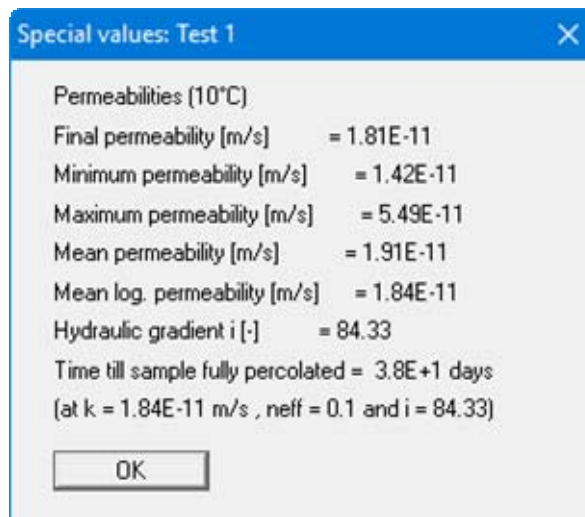 Special values: Test 1
Permeabilities (10°C)
Final permeability [m/s] = 1.81E-11
Minimum permeability [m/s] = 1.42E-11
Maximum permeability [m/s] = 5.49E-11
Mean permeability [m/s] = 1.91E-11
Mean log. permeability [m/s] = 1.84E-11
Hydraulic gradient i [-] = 84.33
Time till sample fully percolated = 3.8E+1 days
(at k = 1.84E-11 m/s , neff = 0.1 and i = 84.33)
OK